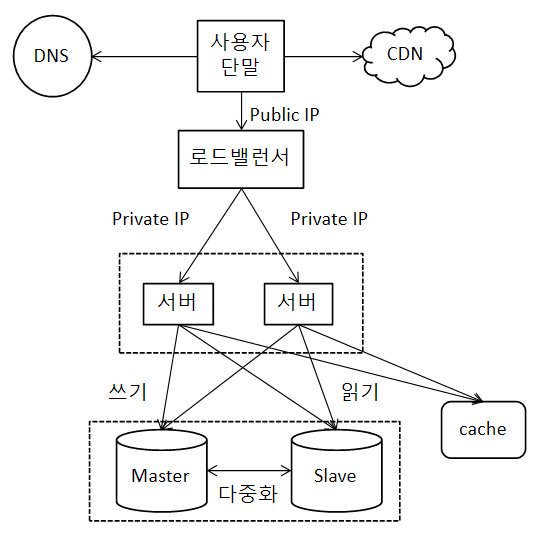 DNS
사용자
단말
CDN
Public IP
로드밸런서
Private IP
Private IP
서버
서버
쓰기
읽기
cache
Master
Slave
다중화